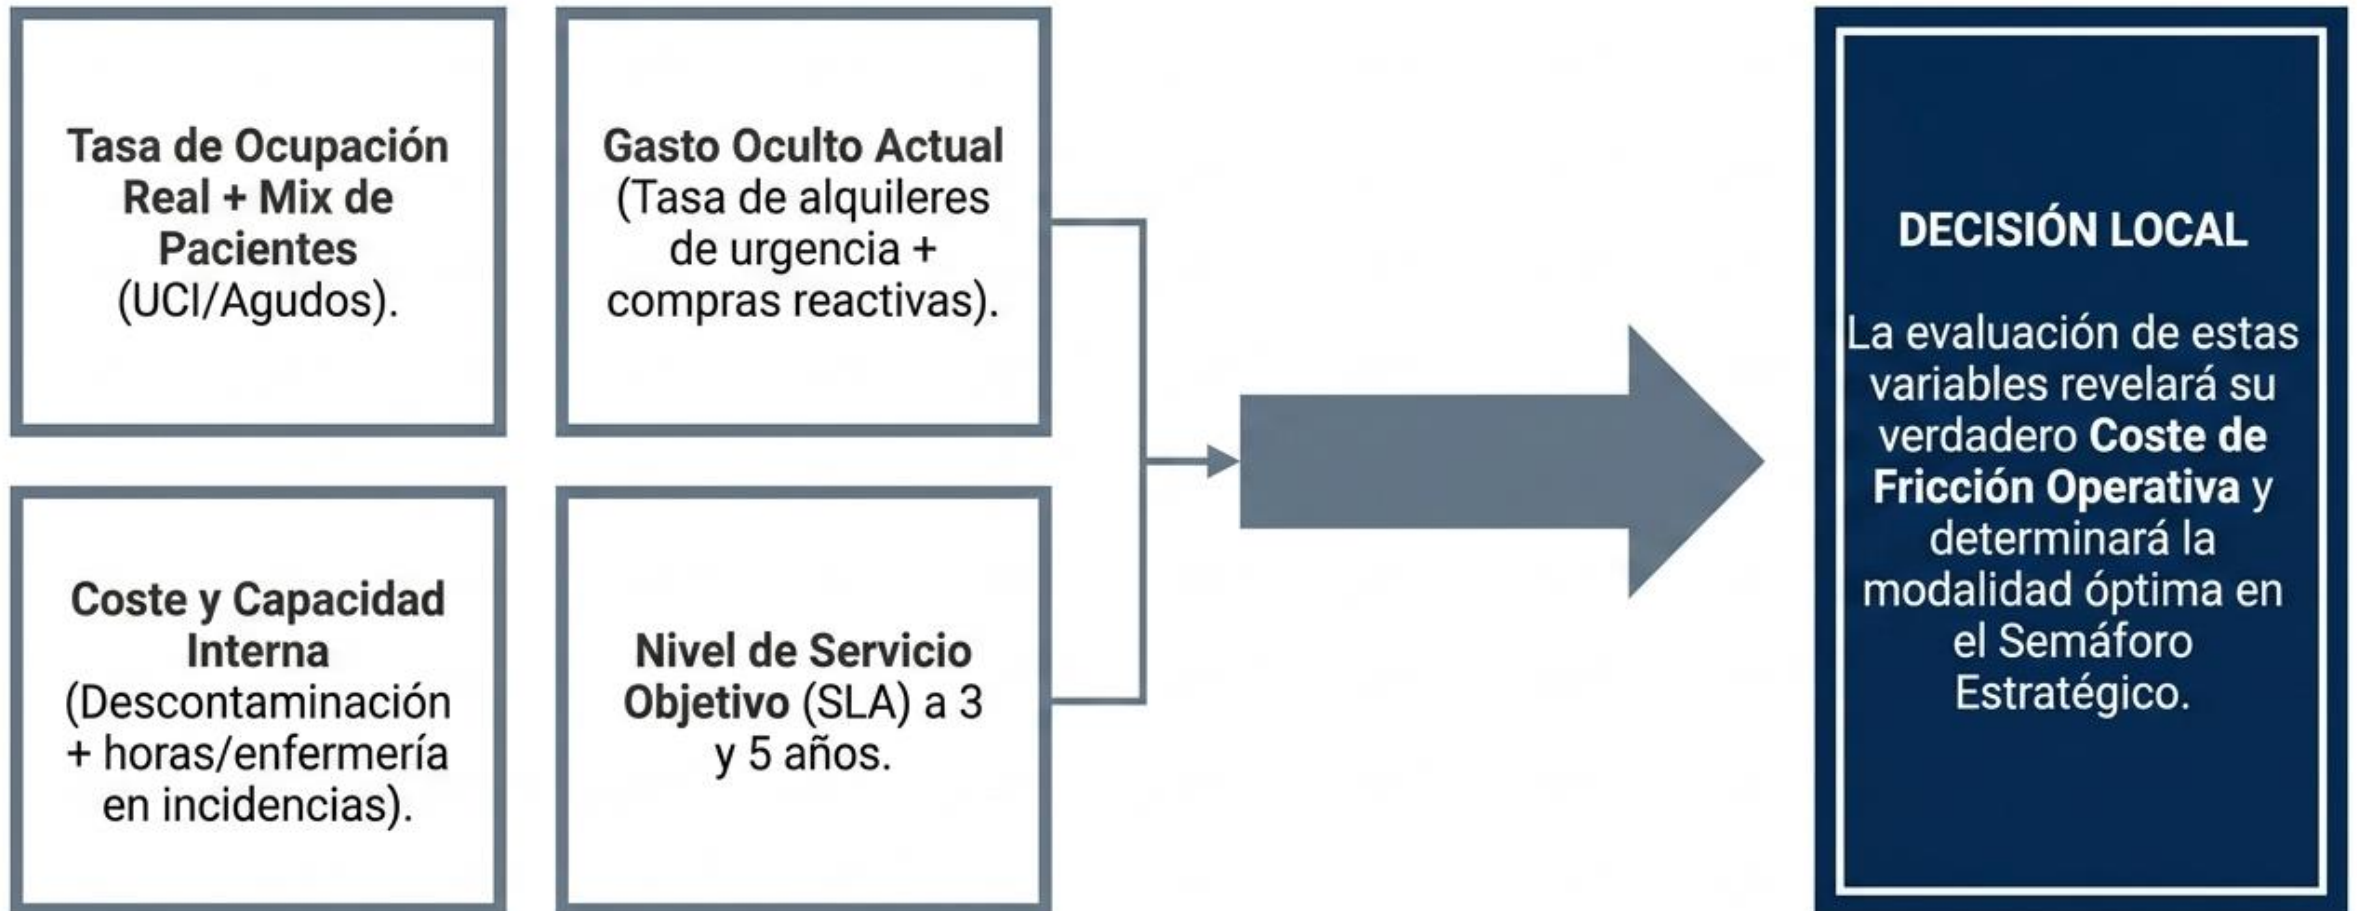 Tasa de Ocupación
Real + Mix de
Pacientes
(UCI/Agudos).
Gasto Oculto Actual
(Tasa de alquileres
de urgencia +
compras reactivas).
Coste y Capacidad
Interna
(Descontaminación
+ horas/enfermería
en incidencias).
Nivel de Servicio
Objetivo (SLA) a 3
y 5 años.
DECISIÓN LOCAL
La evaluación de estas
variables revelará su
verdadero Coste de
Fricción Operativa y
determinará la
modalidad óptima en
el Semáforo
Estratégico.